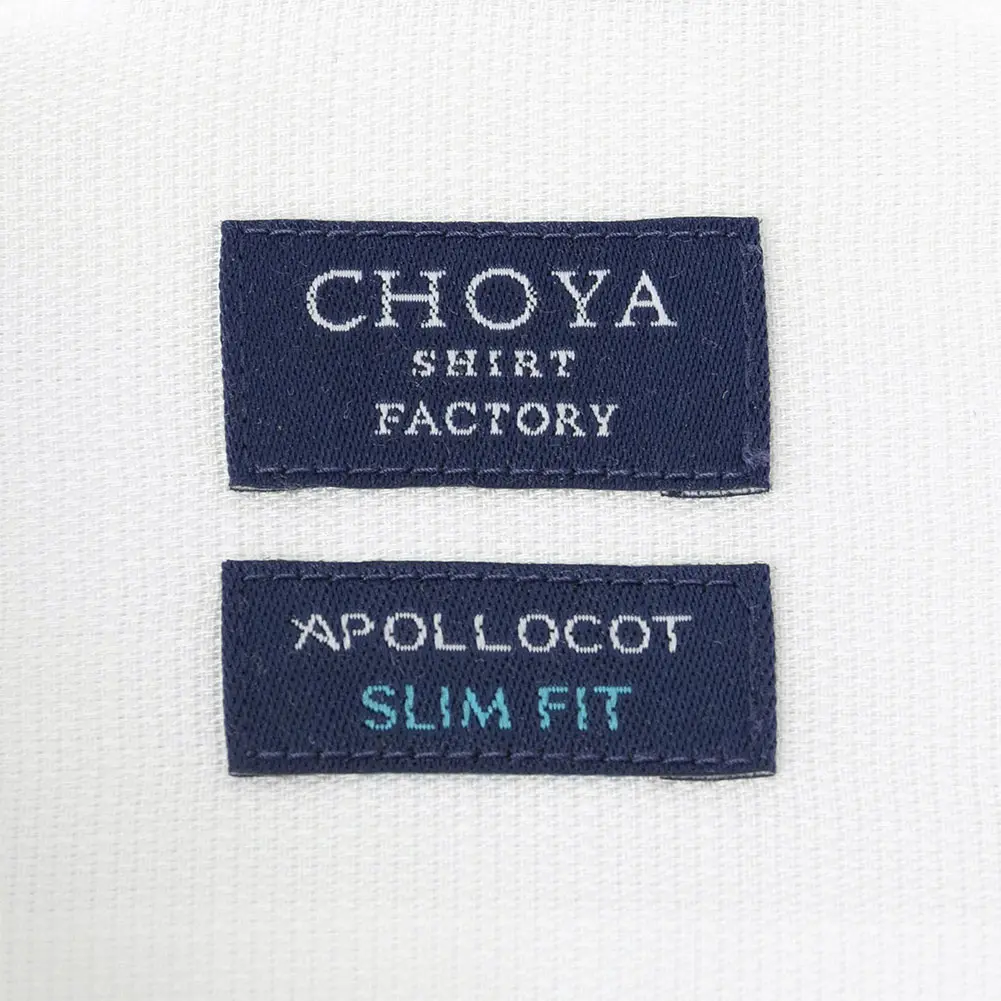 CHOYA
SHIRT
FACTORY
APOLLOCOT
SLIM FIT